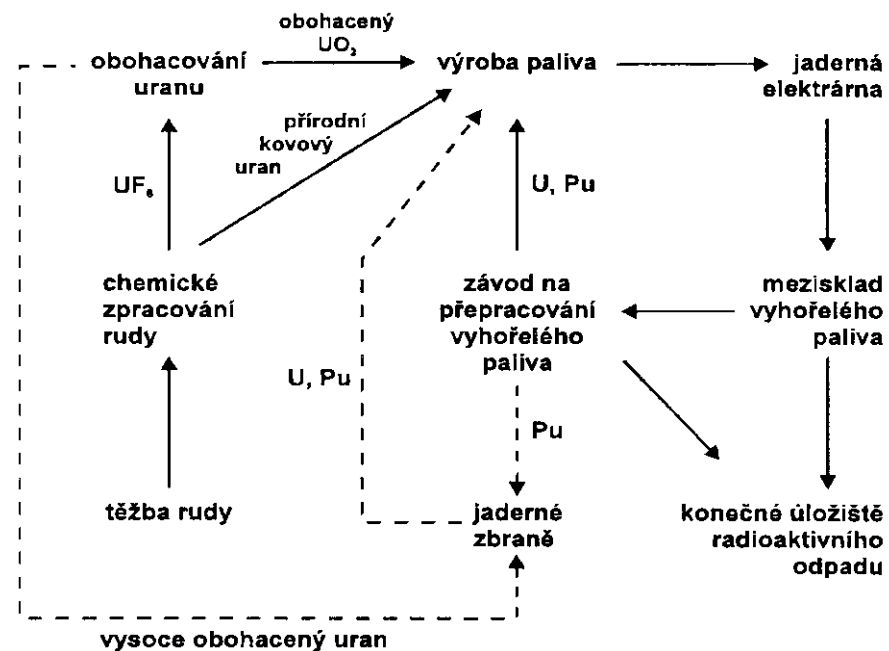 obohacený
UO₂
obohacování
uranu
výroba paliva
jaderná
elektrárna
přírodní
kovový
uran
UF₆
U, Pu
chemické
zpracování
rudy
závod na
přepracování
vyhořelého
paliva
mezisklad
vyhořelého
paliva
U, Pu
Pu
těžba rudy
jaderné
zbraně
konečné úložiště
radioaktivního
odpadu
vysoce obohacený uran